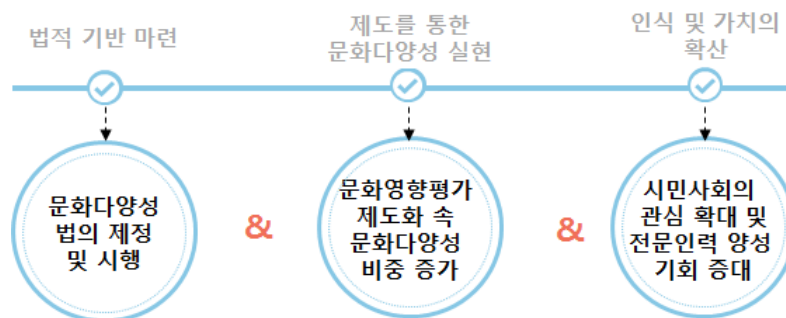 법적 기반 마련
제도를 통한
문화다양성 실현
인식 및 가치의
확산
문화다양성
법의 제정
및 시행
&
문화영향평가
제도화 속
문화다양성
비중 증가
&
시민사회의
관심 확대 및
전문인력 양성
기회 증대